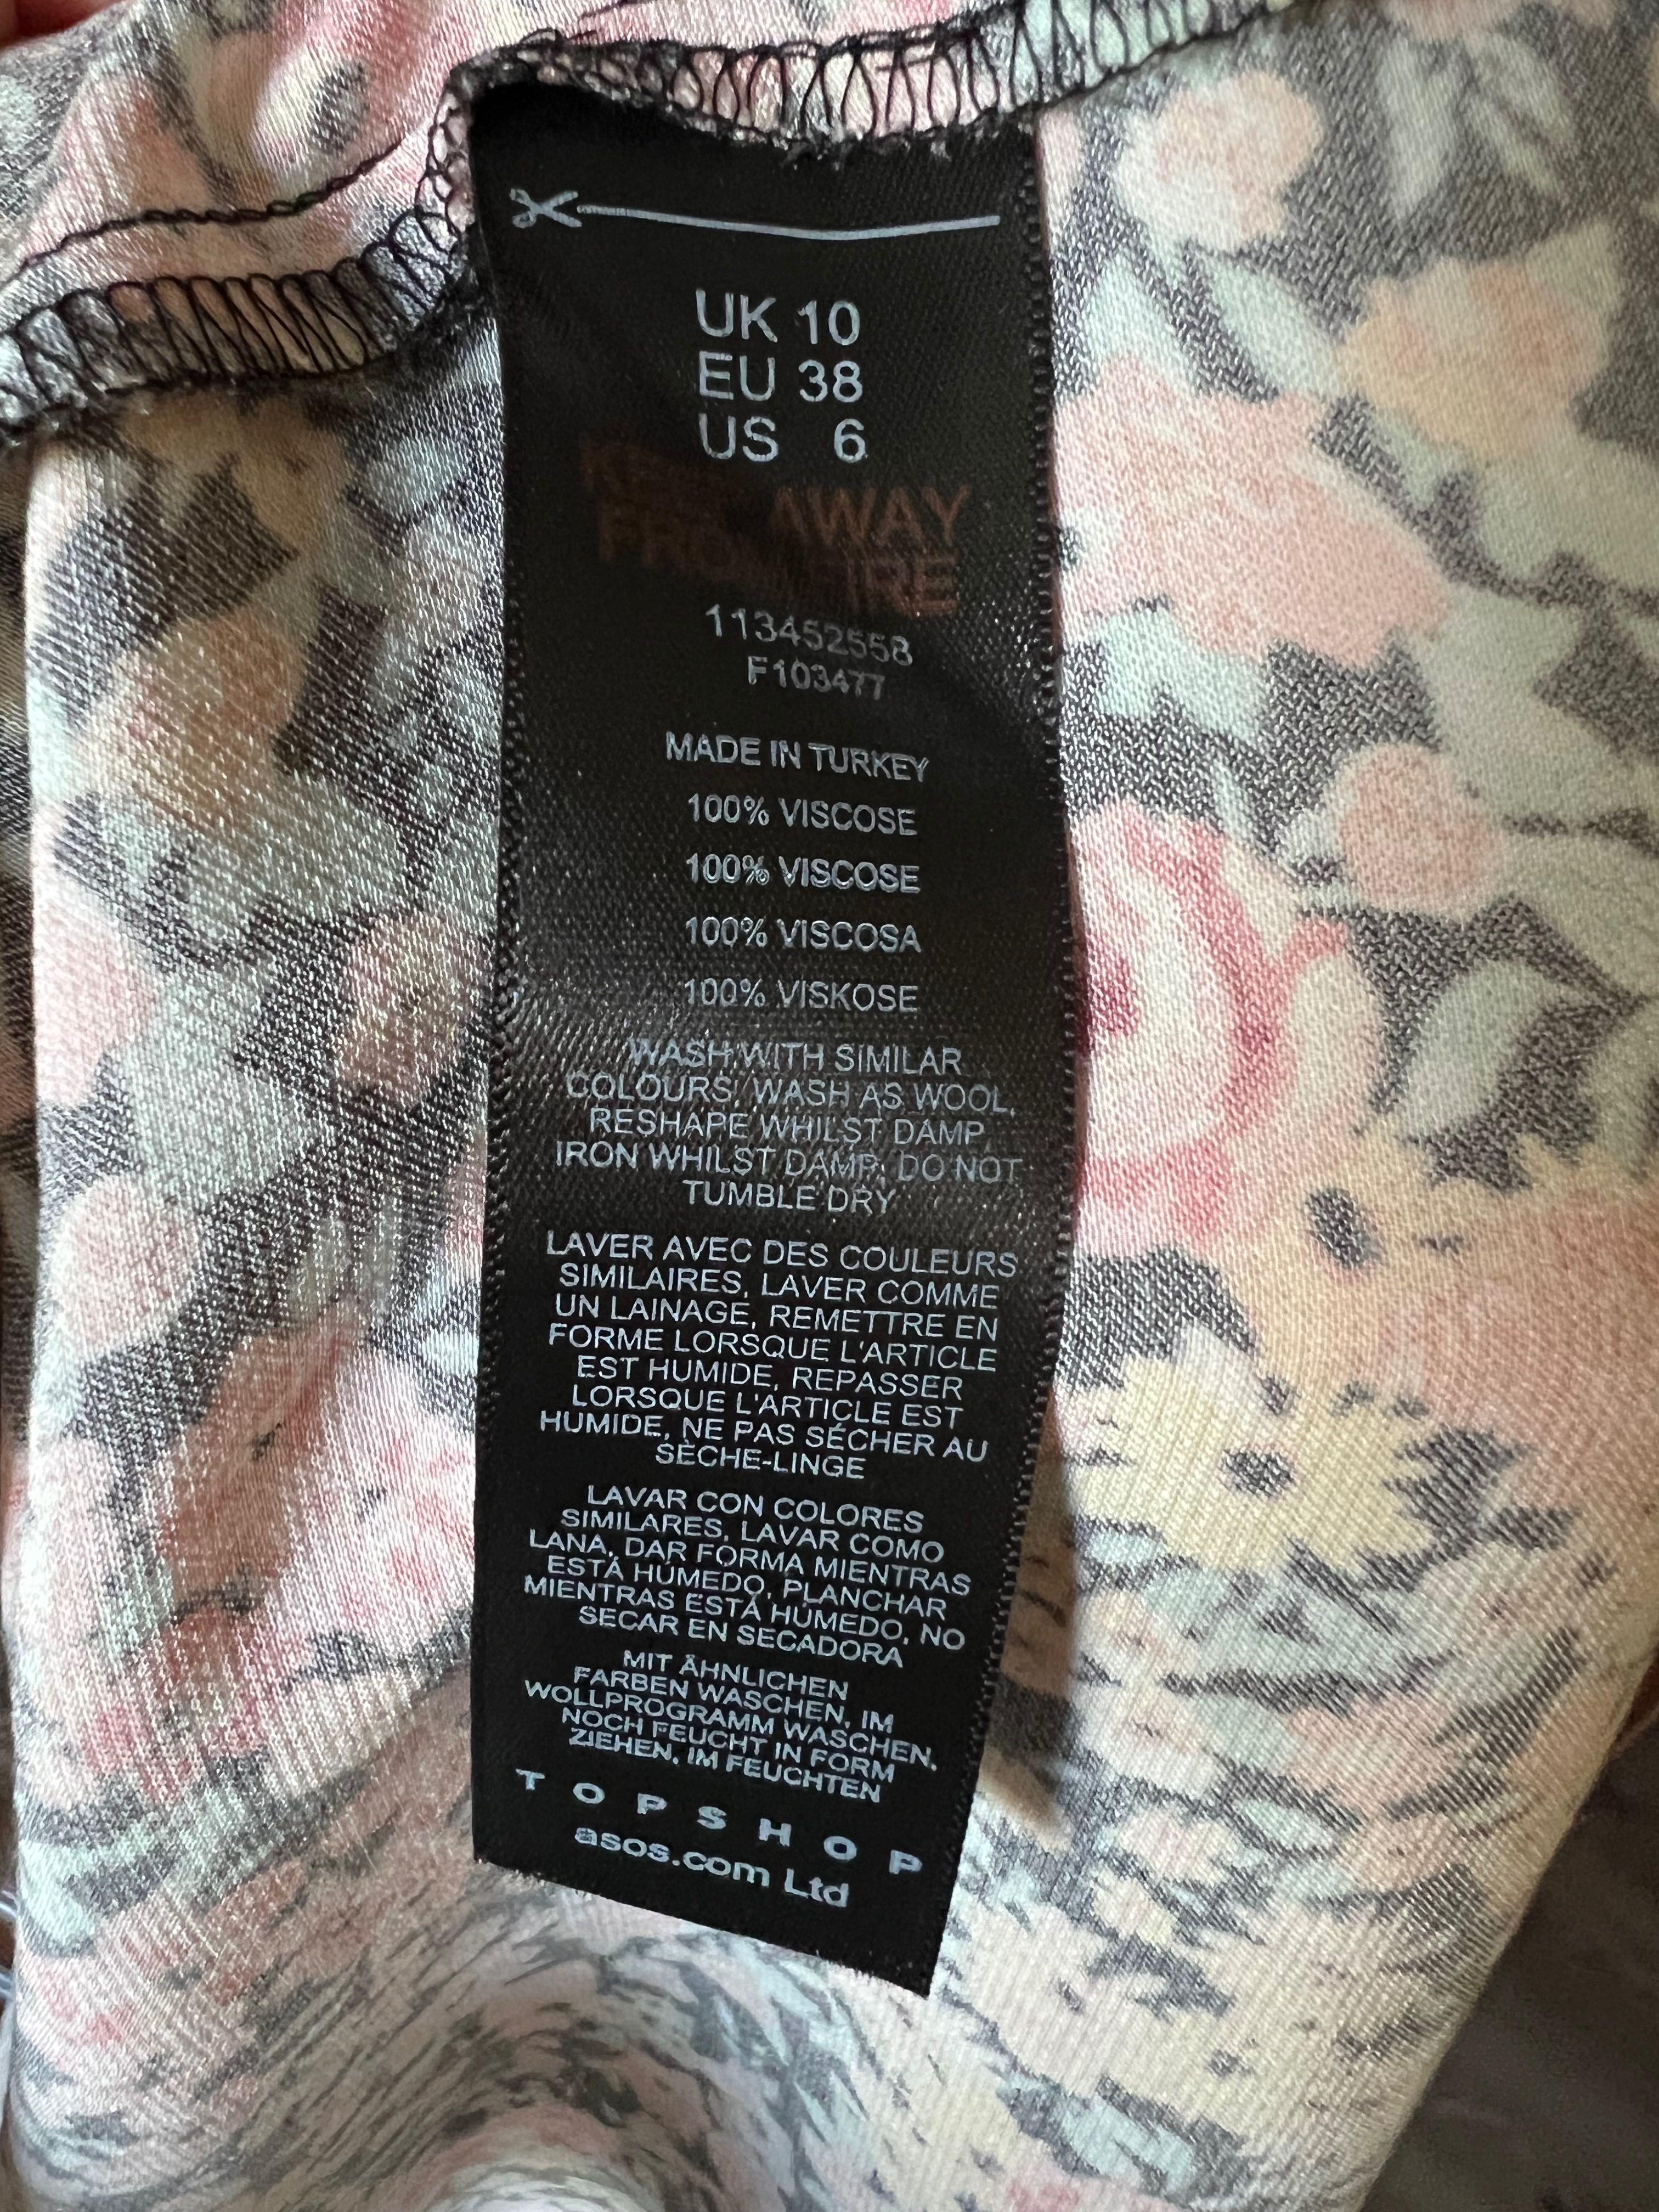 UK 10
EU 38
US 6
KEEP AWAY
FROM FIRE
113452558
F103477
MADE IN TURKEY
100% VISCOSE
100% VISCOSE
100% VISCOSA
100% VISKOSE
WASH WITH SIMILAR
COLOURS, WASH AS WOOL,
RESHAPE WHILST DAMP,
IRON WHILST DAMP, DO NOT
TUMBLE DRY
LAVER AVEC DES COULEURS
SIMILAIRES, LAVER COMME
UN LAINAGE, REMETTRE EN
FORME LORSQUE L'ARTICLE
EST HUMIDE, REPASSER
LORSQUE L'ARTICLE EST
HUMIDE, NE PAS SÉCHER AU
SÈCHE-LINGE
LAVAR CON COLORES
SIMILARES, LAVAR COMO
LANA, DAR FORMA MIENTRAS
ESTÁ HÚMEDO, PLANCHAR
MIENTRAS ESTÁ HÚMEDO, NO
SECAR EN SECADORA
MIT ÄHNLICHEN
FARBEN WASCHEN, IM
WOLLPROGRAMM WASCHEN,
NOCH FEUCHT IN FORM
ZIEHEN, IM FEUCHTEN
TOPSHOP
asos.com Ltd